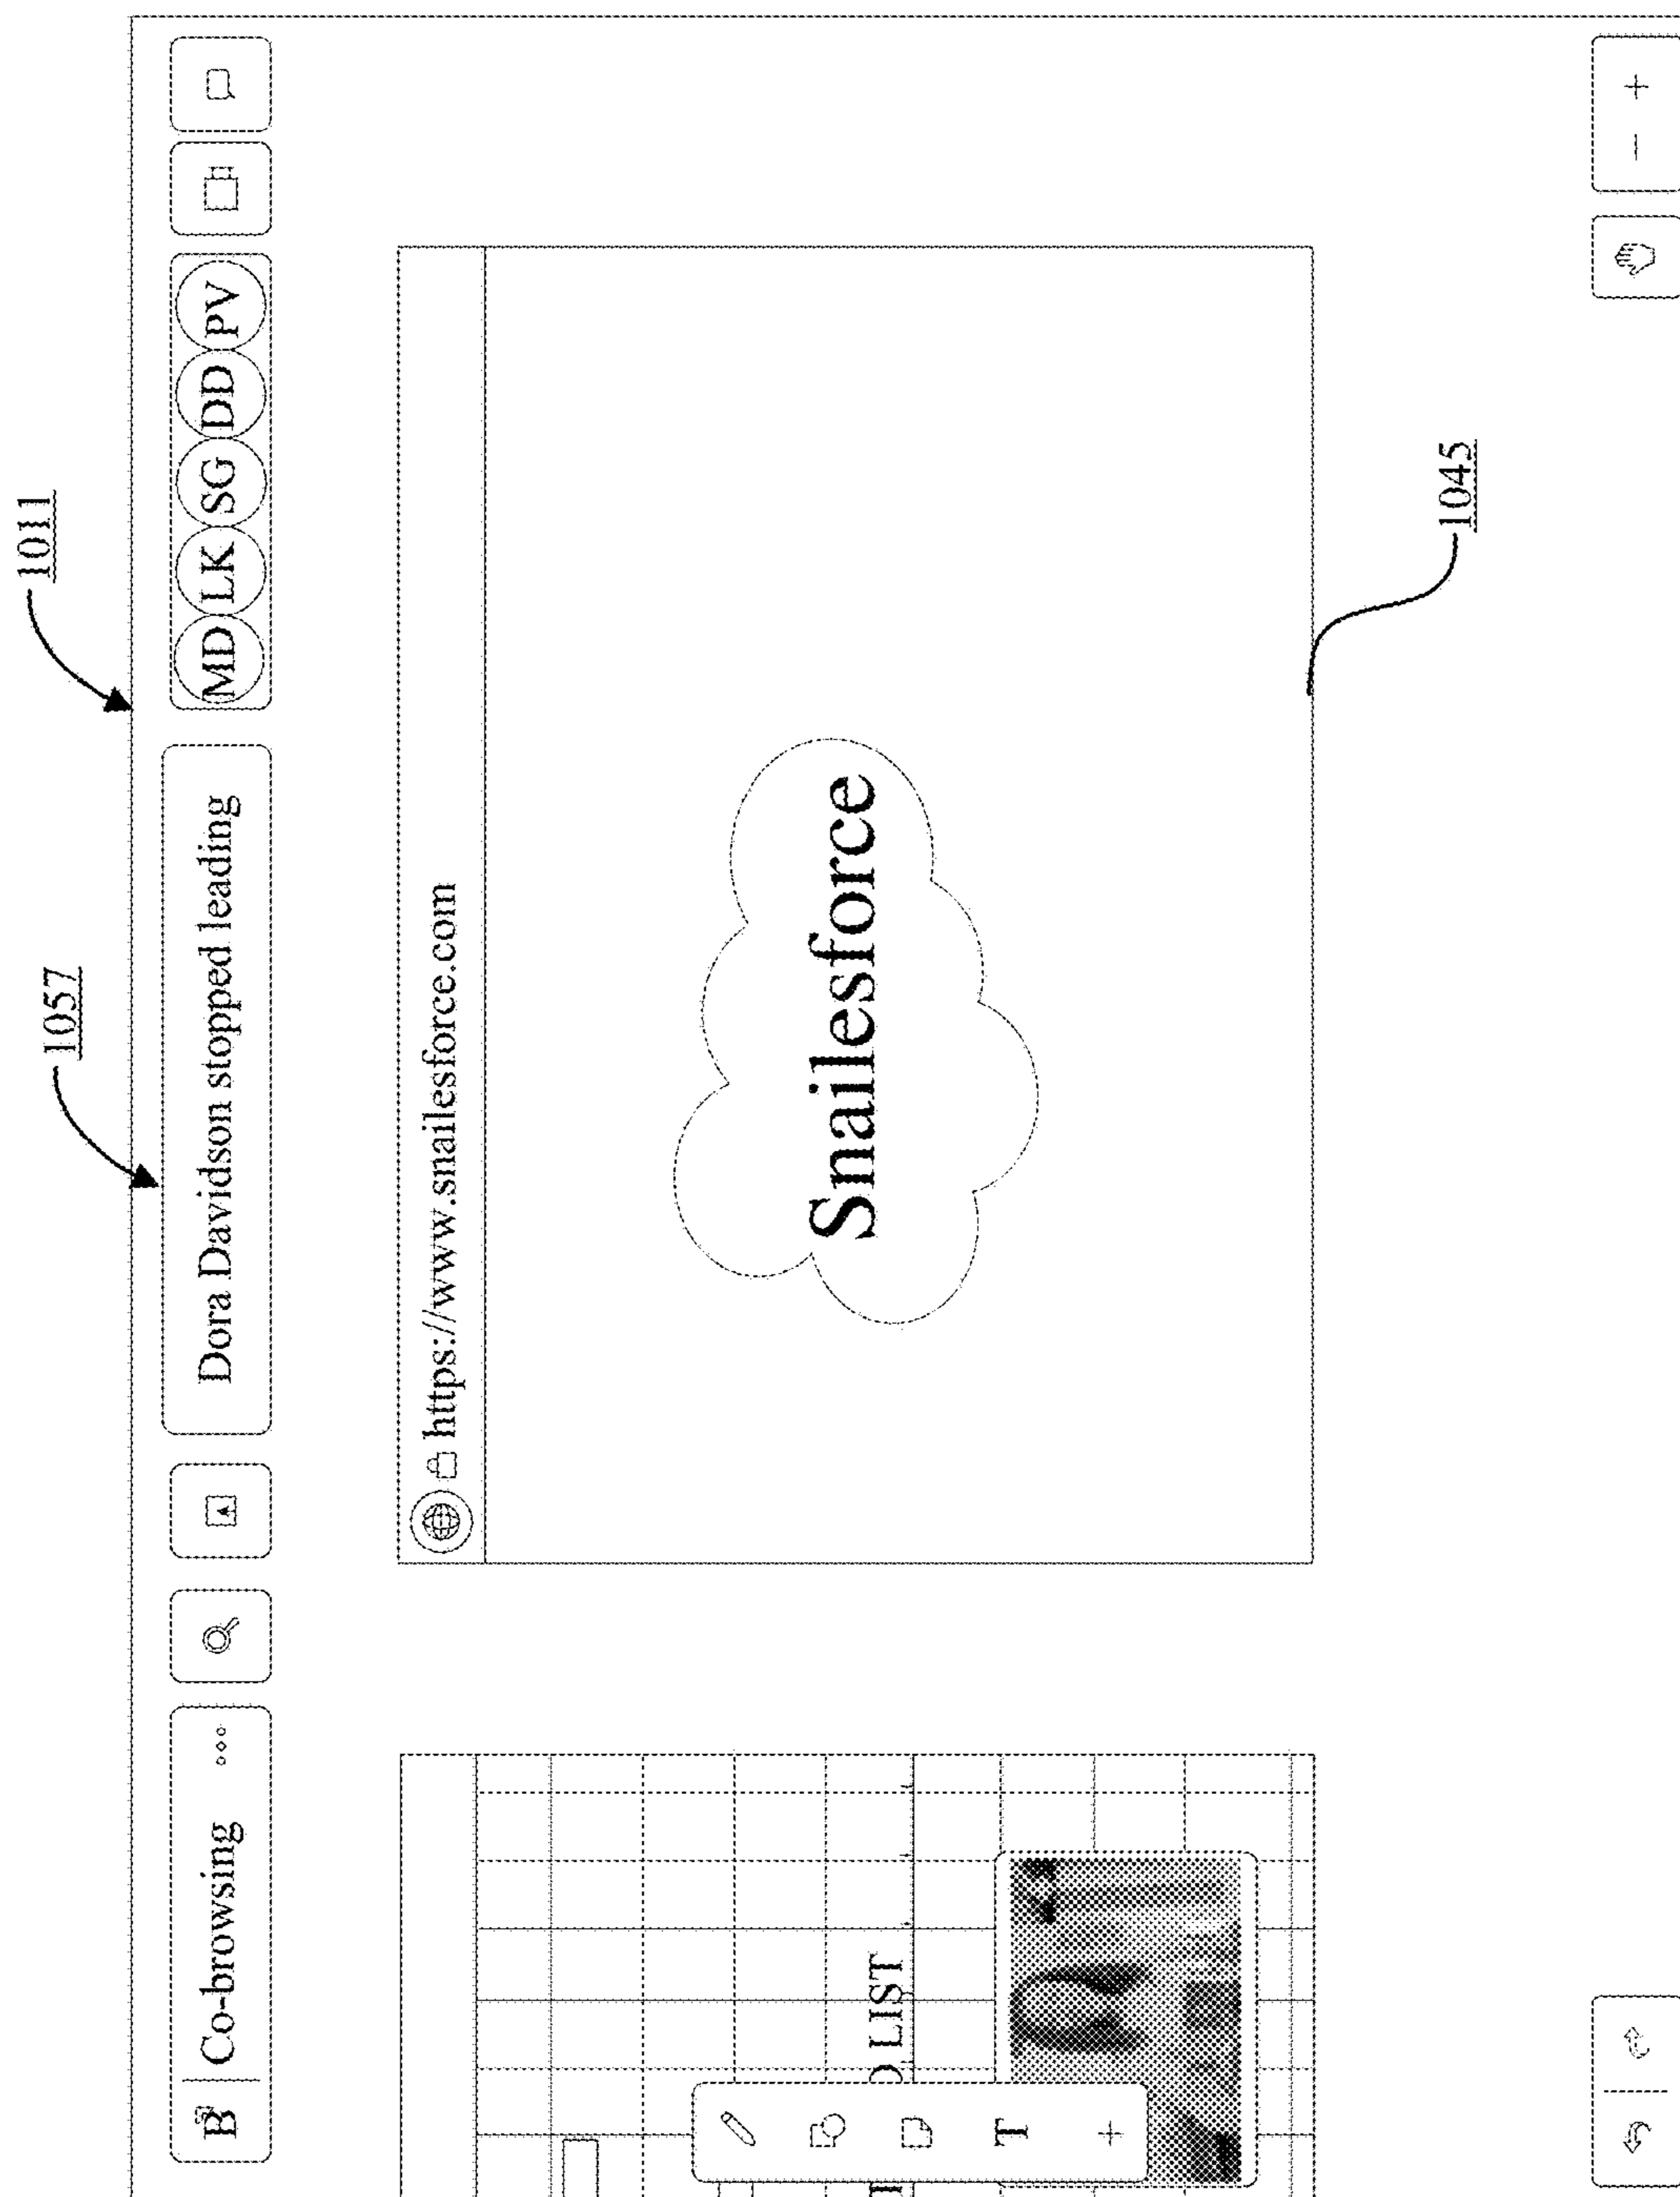 1057
1011
B Co-browsing
Dora Davidson stopped leading
MD LK SG DD PV
https://www.snailesforce.com
Snailesforce
LIST
T
1045